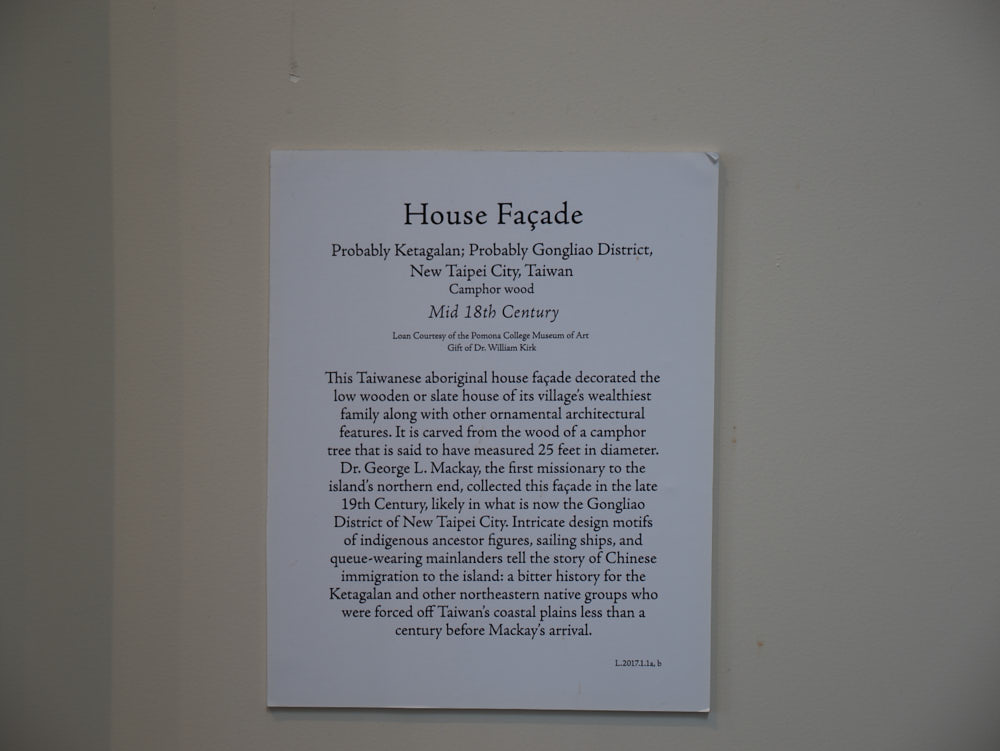 House Façade
Probably Ketagalan; Probably Gongliao District,
New Taipei City, Taiwan
Camphor wood
Mid 18th Century
Loan Courtesy of the Pomona College Museum of Art
Gift of Dr. William Kirk
This Taiwanese aboriginal house façade decorated the
low wooden or slate house of its village's wealthiest
family along with other ornamental architectural
features. It is carved from the wood of a camphor
tree that is said to have measured 25 feet in diameter.
Dr. George L. Mackay, the first missionary to the
island's northern end, collected this façade in the late
19th Century, likely in what is now the Gongliao
District of New Taipei City. Intricate design motifs
of indigenous ancestor figures, sailing ships, and
queue-wearing mainlanders tell the story of Chinese
immigration to the island: a bitter history for the
Ketagalan and other northeastern native groups who
were forced off Taiwan's coastal plains less than a
century before Mackay's arrival.
L.2017.1.1a, b